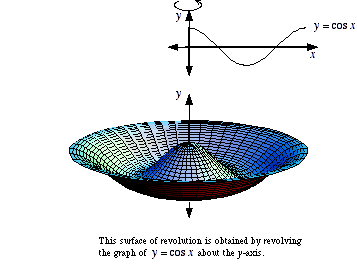 y
y = cos x
x
y
This surface of revolution is obtained by revolving
the graph of y = cos x about the y-axis.